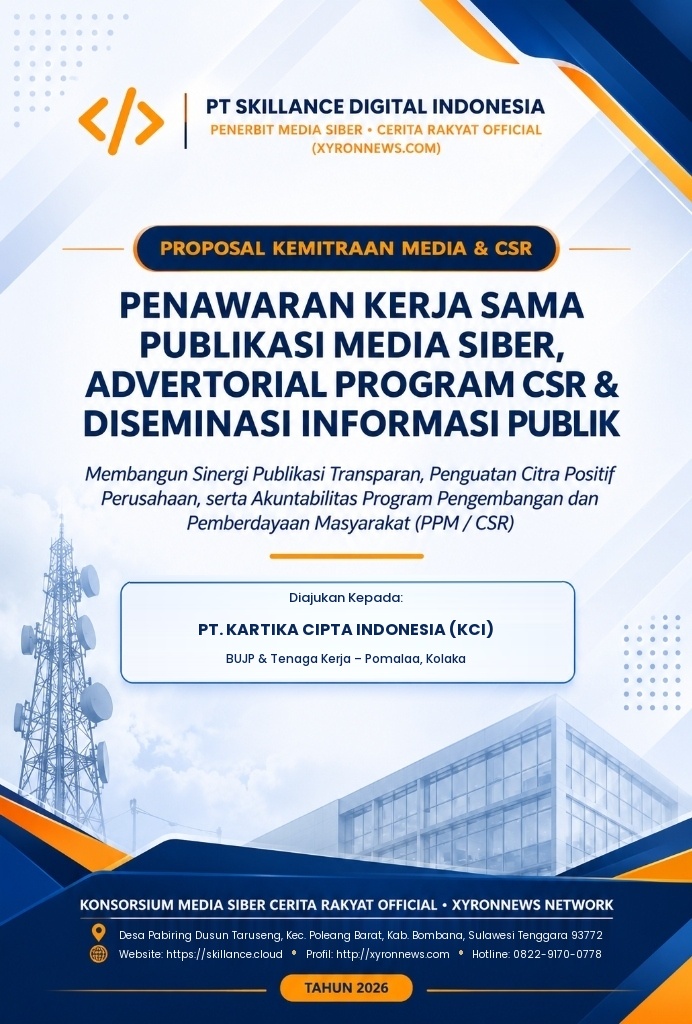 </>
PT SKILLANCE DIGITAL INDONESIA
PENERBIT MEDIA SIBER • CERITA RAKYAT OFFICIAL
(XYRONNEWS.COM)
PROPOSAL KEMITRAAN MEDIA & CSR
PENAWARAN KERJA SAMA
PUBLIKASI MEDIA SIBER,
ADVERTORIAL PROGRAM CSR &
DISEMINASI INFORMASI PUBLIK
Membangun Sinergi Publikasi Transparan, Penguatan Citra Positif
Perusahaan, serta Akuntabilitas Program Pengembangan dan
Pemberdayaan Masyarakat (PPM / CSR)
Diajukan Kepada:
PT. KARTIKA CIPTA INDONESIA (KCI)
BUJP & Tenaga Kerja – Pomalaa, Kolaka
KONSORSIUM MEDIA SIBER CERITA RAKYAT OFFICIAL • XYRONNEWS NETWORK
Desa Pabiring Dusun Taruseng, Kec. Poleang Barat, Kab. Bombana, Sulawesi Tenggara 93772
Website: https://skillance.cloud • Profil: http://xyronnews.com • Hotline: 0822-9170-0778
TAHUN 2026